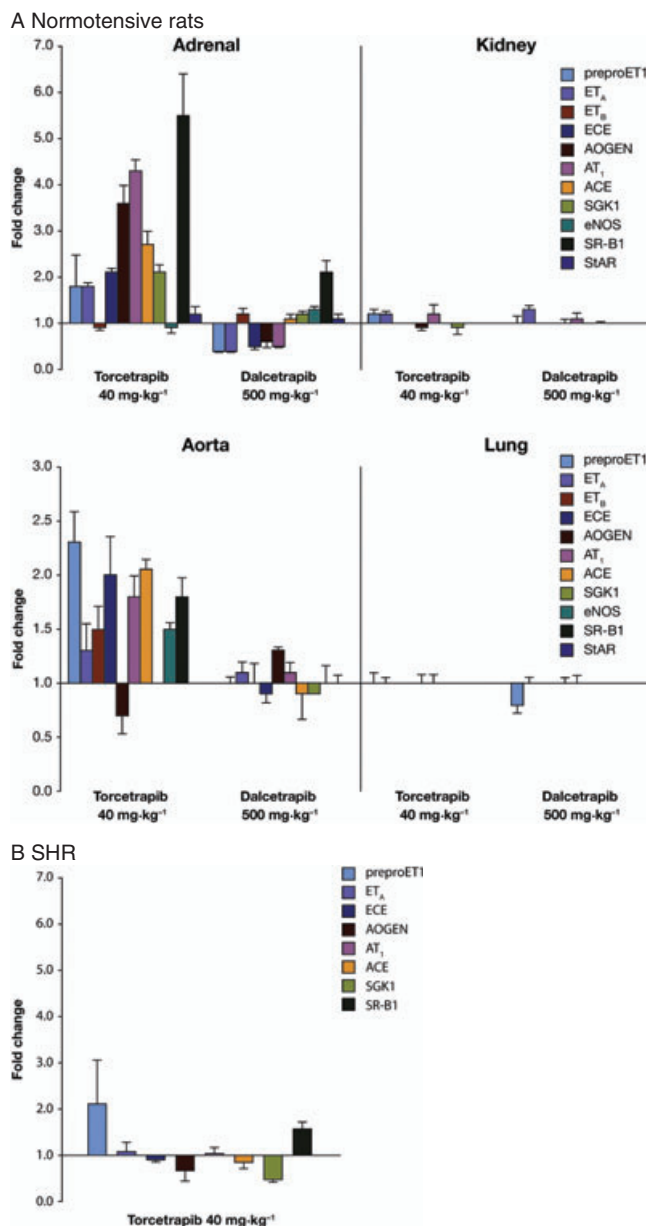 A Normotensive rats
Adrenal
Kidney
Fold change
7.0
6.0
5.0
4.0
3.0
2.0
1.0
0.0
preproET1
ETA
ETB
ECE
AOGEN
AT1
ACE
SGK1
eNOS
SR-B1
StAR
Torcetrapib
40 mg·kg⁻¹
Dalcetrapib
500 mg·kg⁻¹
Torcetrapib
40 mg·kg⁻¹
Dalcetrapib
500 mg·kg⁻¹
Aorta
Lung
Fold change
3.0
2.5
2.0
1.5
1.0
0.5
0.0
preproET1
ETA
ETB
ECE
AOGEN
AT1
ACE
SGK1
eNOS
SR-B1
StAR
Torcetrapib
40 mg·kg⁻¹
Dalcetrapib
500 mg·kg⁻¹
Torcetrapib
40 mg·kg⁻¹
Dalcetrapib
500 mg·kg⁻¹
B SHR
Fold change
7.0
6.0
5.0
4.0
3.0
2.0
1.0
0.0
preproET1
ETA
ECE
AOGEN
AT1
ACE
SGK1
SR-B1
Torcetrapib 40 mg·kg⁻¹